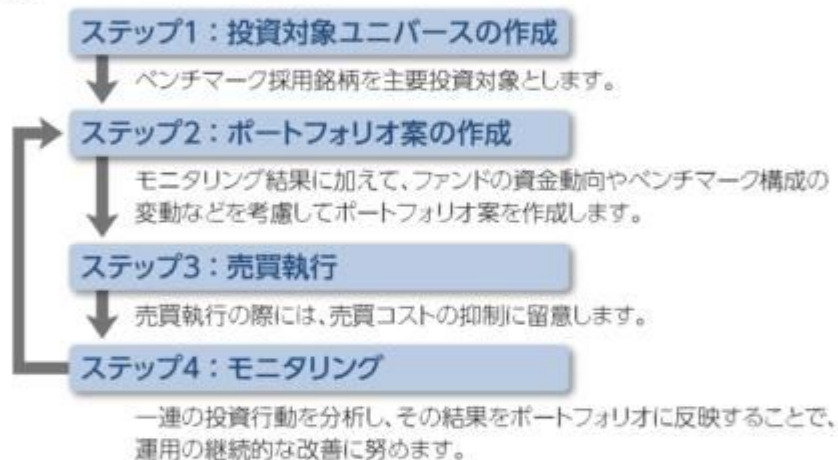 ステップ1：投資対象ユニバースの作成
ベンチマーク採用銘柄を主要投資対象とします。
ステップ2：ポートフォリオ案の作成
モニタリング結果に加えて、ファンドの資金動向やベンチマーク構成の
変動などを考慮してポートフォリオ案を作成します。
ステップ3：売買執行
売買執行の際には、売買コストの抑制に留意します。
ステップ4：モニタリング
一連の投資行動を分析し、その結果をポートフォリオに反映することで、
運用の継続的な改善に努めます。